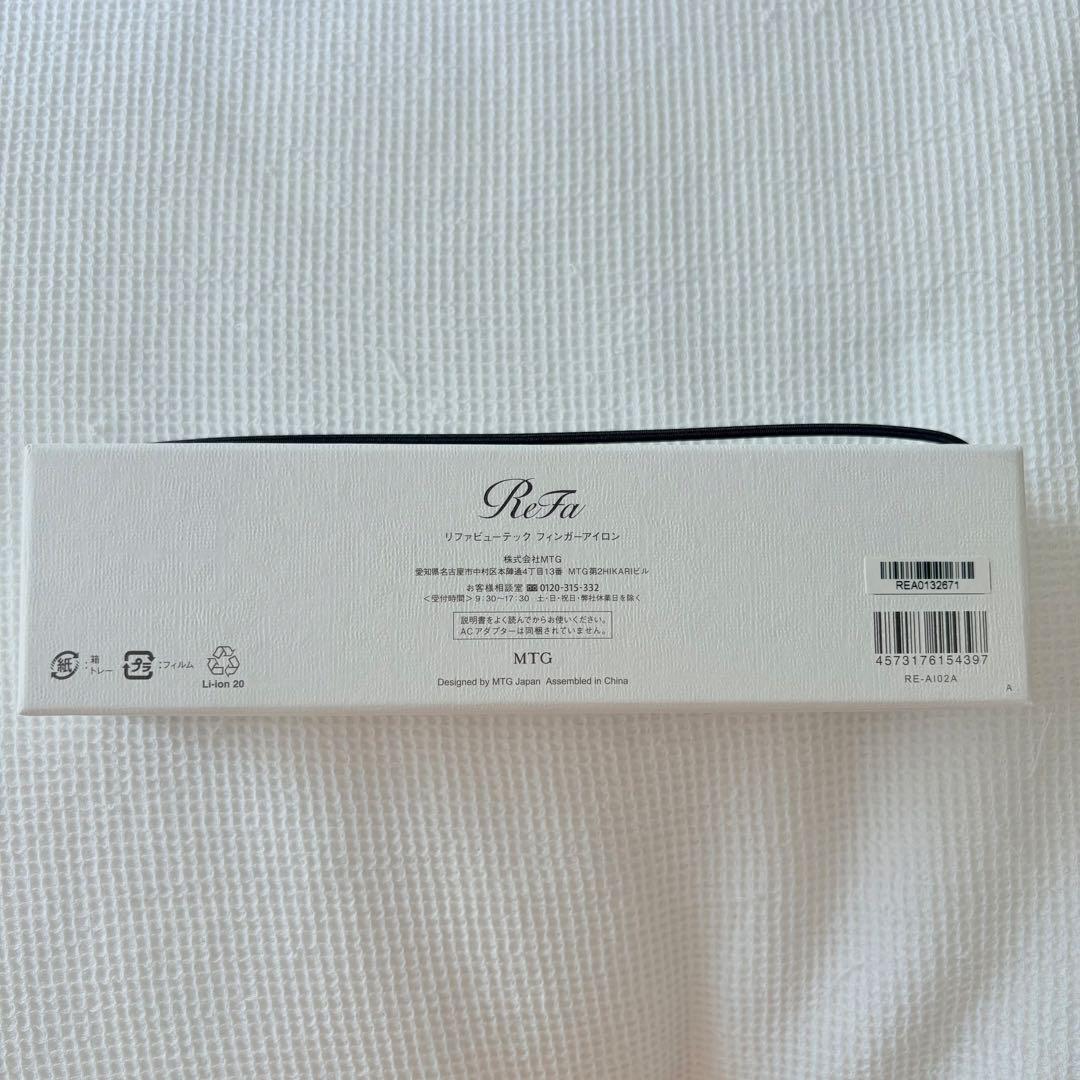 ReFa
リファビューテック フィンガーアイロン
株式会社MTG
愛知県名古屋市中村区本陣通4丁目13番 MTG第2HIKARIビル
お客様相談室 0120-315-332
＜受付時間＞9:30〜17:30 土・日・祝日・弊社休業日を除く
説明書をよく読んでからお使いください。
ACアダプターは同梱されていません。
MTG
Designed by MTG Japan Assembled in China
紙 :箱
トレー
プラ :フィルム
Li-ion 20
REA0132671
4573176154397
RE-AI02A
A